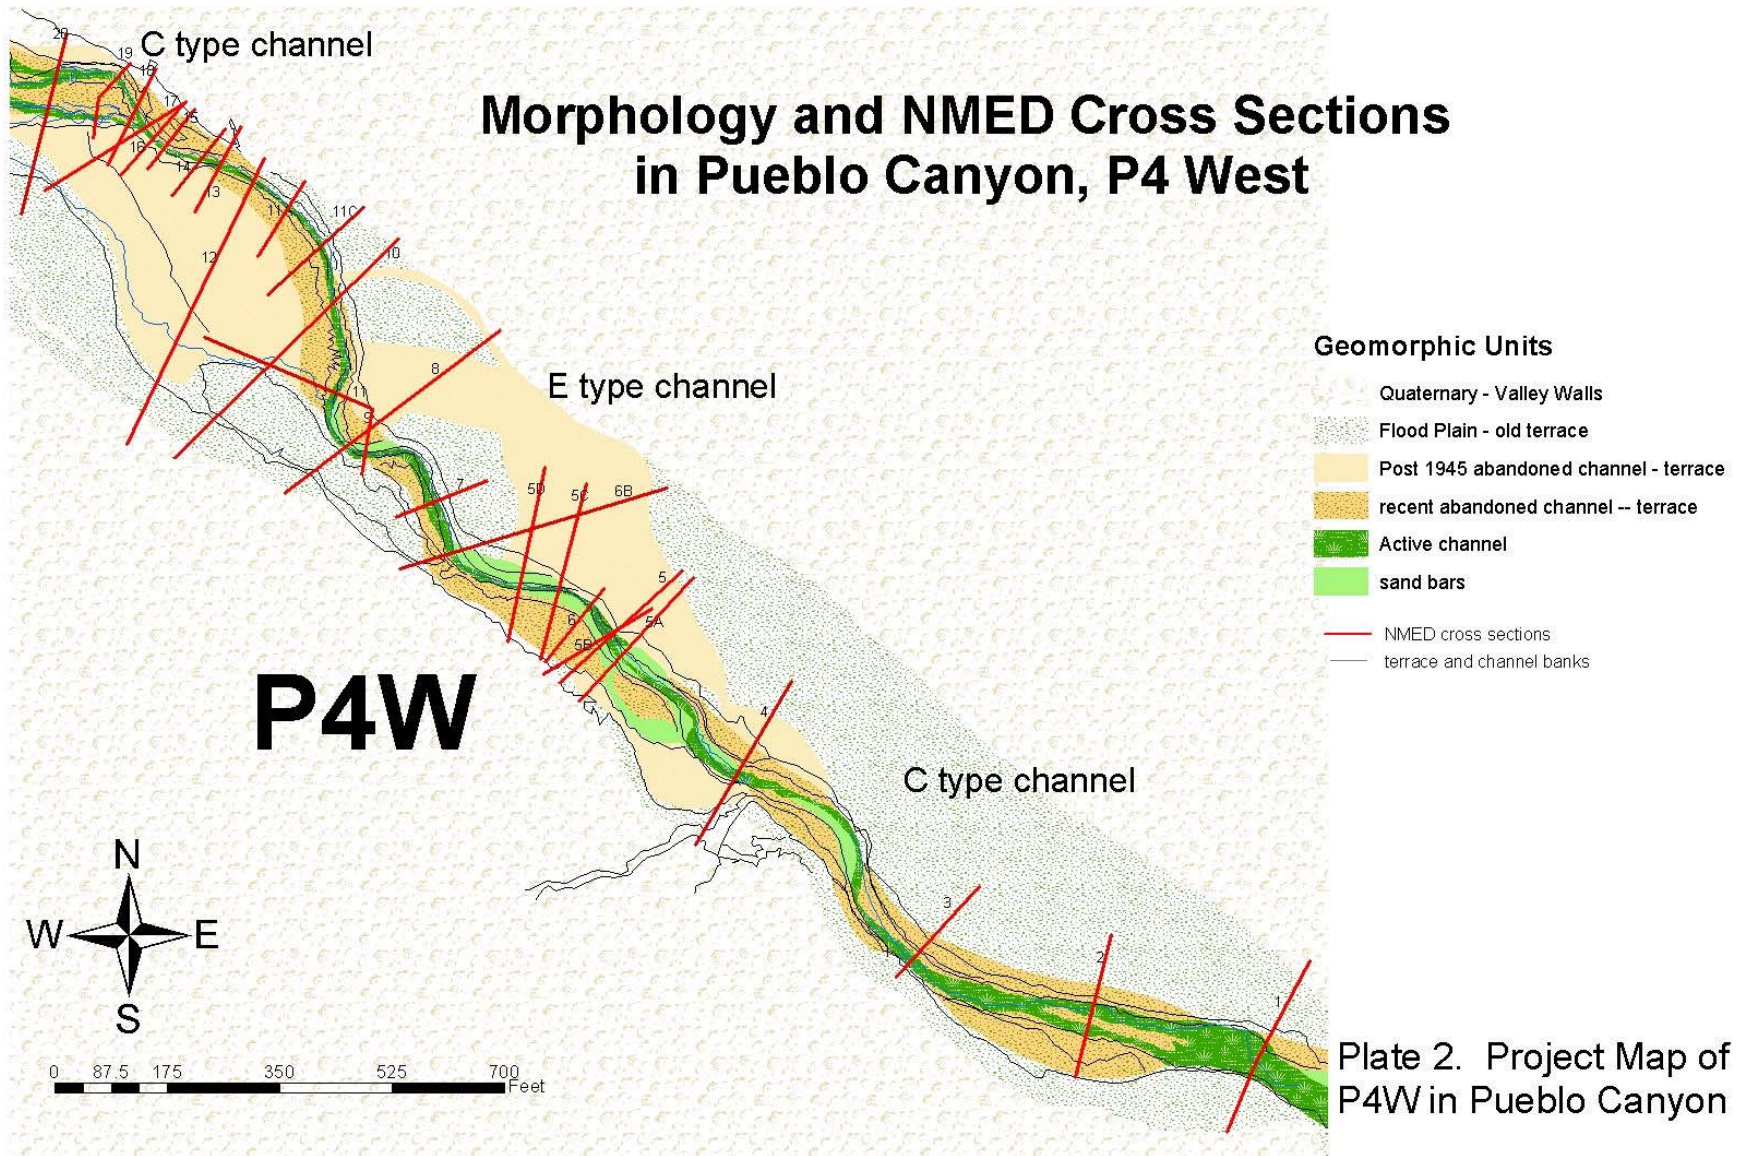 C type channel
Morphology and NMED Cross Sections
in Pueblo Canyon, P4 West
20
19
18
17
15
16
14
13
11C
10
12
8
E type channel
11
9
7
5D
5C
6B
5
6
5A
5B
P4W
4
C type channel
3
2
1
Geomorphic Units
Quaternary - Valley Walls
Flood Plain - old terrace
Post 1945 abandoned channel - terrace
recent abandoned channel -- terrace
Active channel
sand bars
NMED cross sections
terrace and channel banks
N
W E
S
0 87.5 175 350 525 700
Feet
Plate 2. Project Map of
P4W in Pueblo Canyon